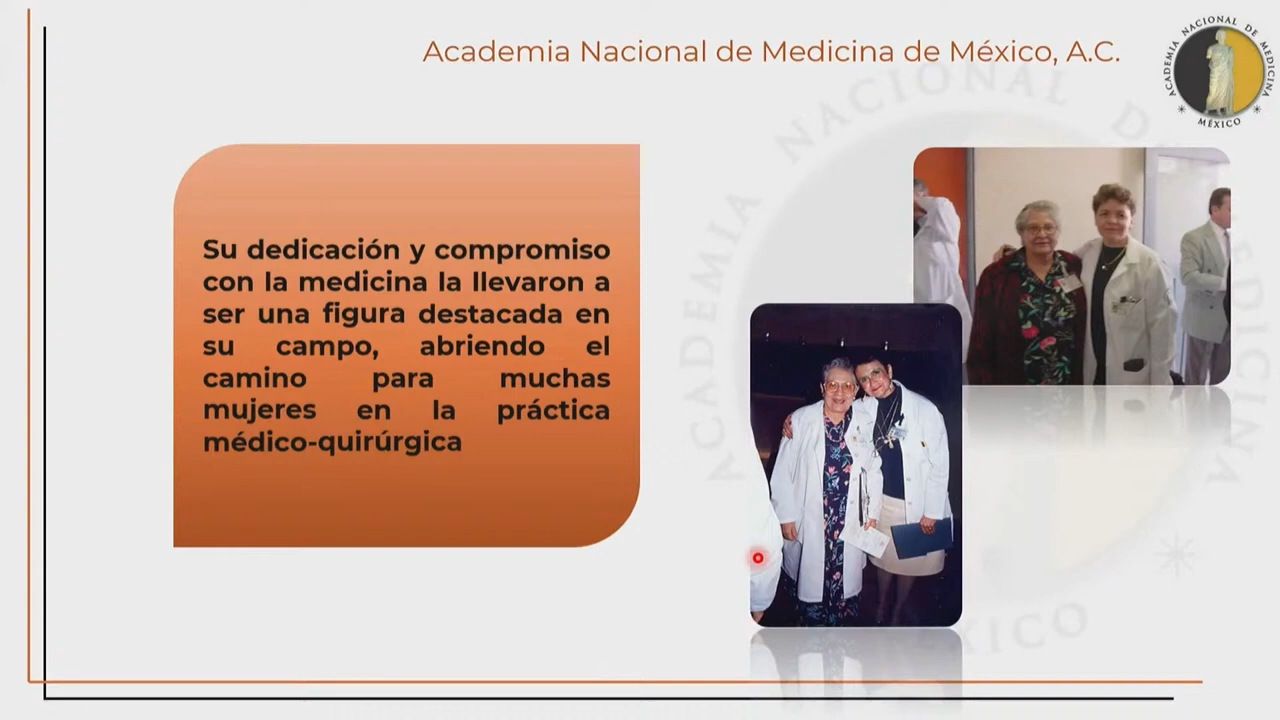 Academia Nacional de Medicina de México, A.C.
ACADEMIA NACIONAL DE MEDICINA
MÉXICO
Su dedicación y compromiso
con la medicina la llevaron a
ser una figura destacada en
su campo, abriendo el
camino para muchas
mujeres en la práctica
médico-quirúrgica